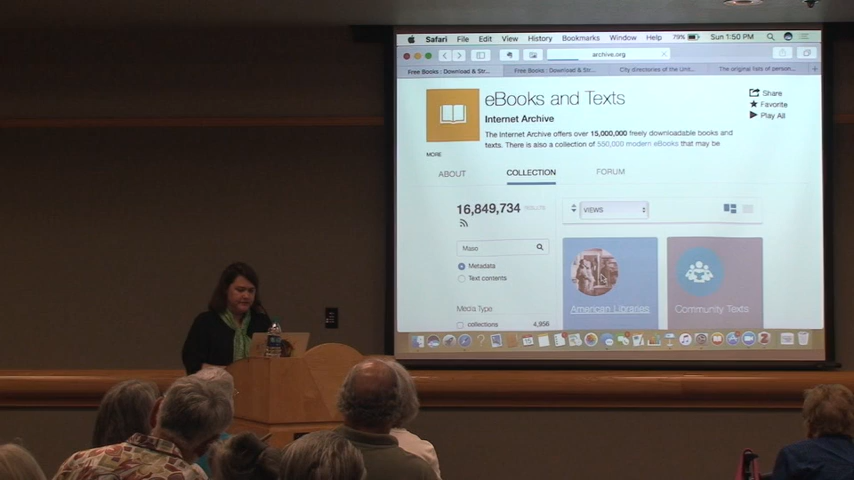 Safari File Edit View History Bookmarks Window Help 79% Sun 1:50 PM
archive.org
Free Books : Download & Str... Free Books : Download & Str... City directories of the Unit... The original lists of person...
eBooks and Texts
Internet Archive
The Internet Archive offers over 15,000,000 freely downloadable books and
texts. There is also a collection of 550,000 modern eBooks that may be
MORE
Share
Favorite
Play All
ABOUT COLLECTION FORUM
16,849,734
VIEWS
Maso
Metadata
Text contents
Media Type
collections 4,956
American Libraries
Community Texts